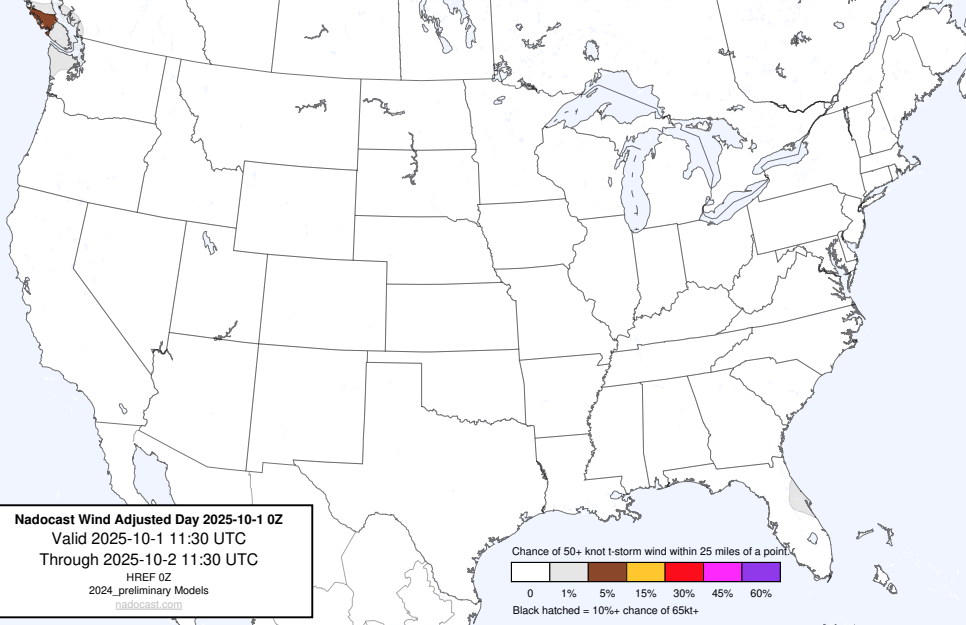 Nadocast Wind Adjusted Day 2025-10-1 0Z
Valid 2025-10-1 11:30 UTC
Through 2025-10-2 11:30 UTC
HREF 0Z
2024_preliminary Models
nadocast.com
Chance of 50+ knot t-storm wind within 25 miles of a point.
0 1% 5% 15% 30% 45% 60%
Black hatched = 10%+ chance of 65kt+